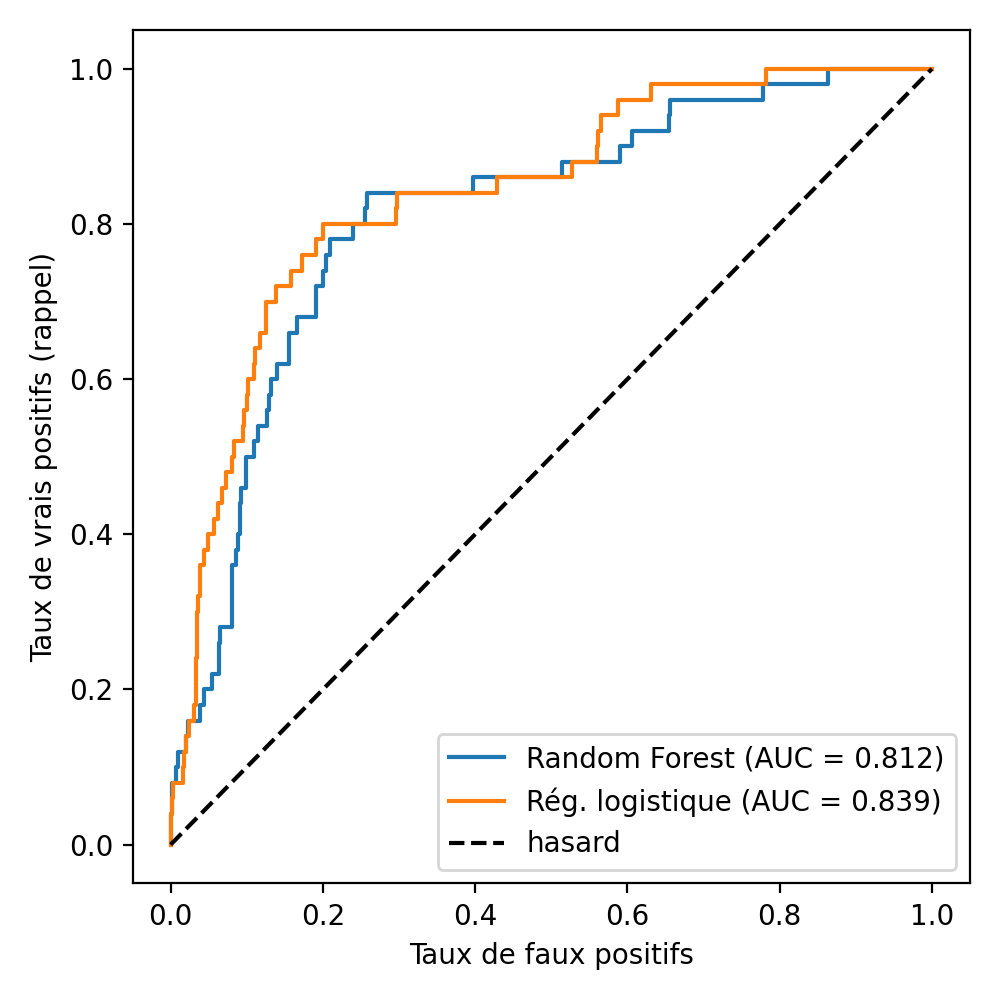 1.0
0.8
0.6
0.4
0.2
0.0
Taux de vrais positifs (rappel)
Random Forest (AUC = 0.812)
Rég. logistique (AUC = 0.839)
hasard
0.0 0.2 0.4 0.6 0.8 1.0
Taux de faux positifs